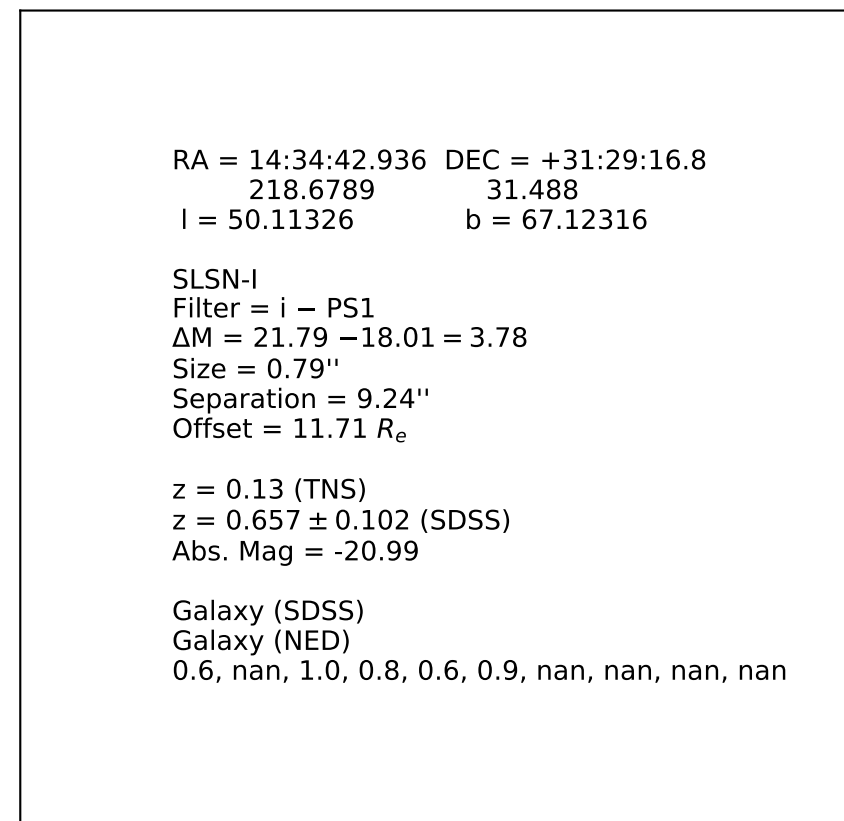 RA = 14:34:42.936  DEC = +31:29:16.8
218.6789 31.488
l = 50.11326 b = 67.12316
SLSN-I
Filter = i − PS1
ΔM = 21.79 −18.01 = 3.78
Size = 0.79''
Separation = 9.24''
Offset = 11.71 Re
z = 0.13 (TNS)
z = 0.657 ± 0.102 (SDSS)
Abs. Mag = -20.99
Galaxy (SDSS)
Galaxy (NED)
0.6, nan, 1.0, 0.8, 0.6, 0.9, nan, nan, nan, nan